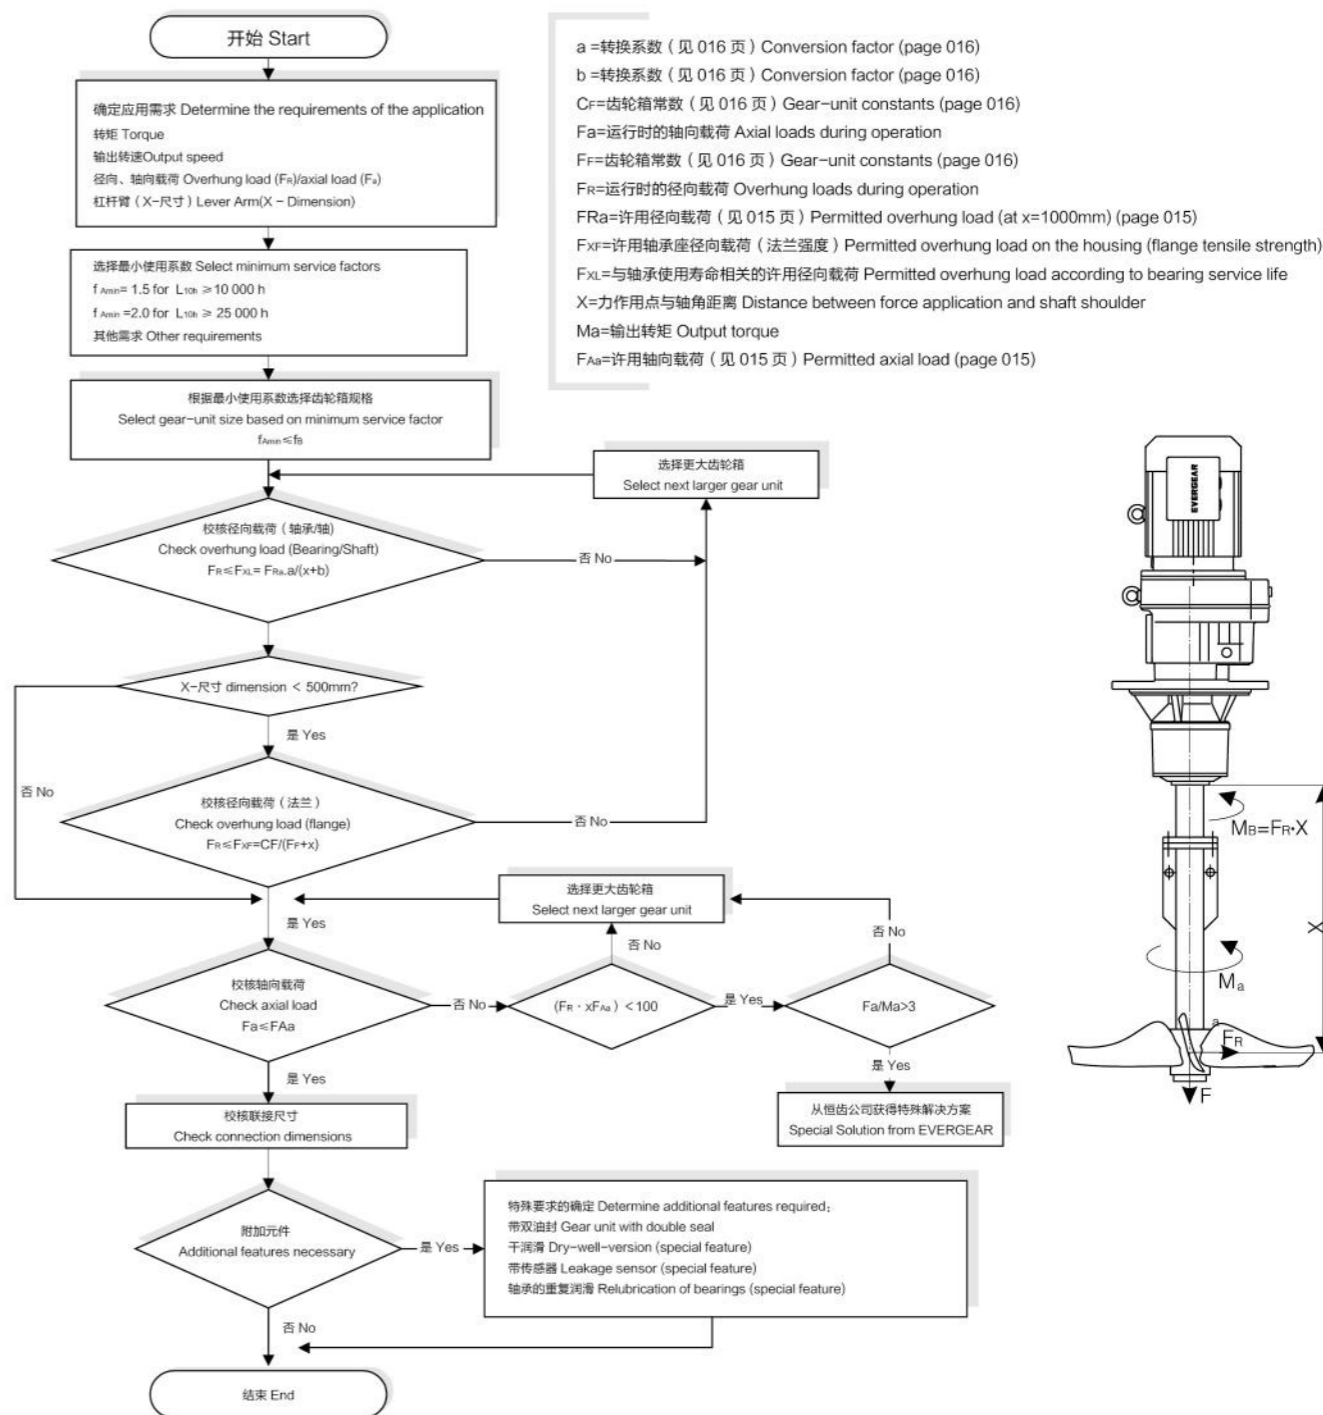 开始 Start
确定应用需求 Determine the requirements of the application
转矩 Torque
输出转速Output speed
径向、轴向载荷 Overhung load (FR)/axial load (Fa)
杠杆臂（X-尺寸）Lever Arm(X - Dimension)
选择最小使用系数 Select minimum service factors
f Amin= 1.5 for L10h ≥10 000 h
f Amin =2.0 for L10h ≥ 25 000 h
其他需求 Other requirements
根据最小使用系数选择齿轮箱规格
Select gear-unit size based on minimum service factor
fAmin≤fB
选择更大齿轮箱
Select next larger gear unit
校核径向载荷（轴承/轴)
Check overhung load (Bearing/Shaft)
FR≤FXL= FRa.a/(x+b)
否 No
X-尺寸 dimension < 500mm?
是 Yes
否 No
校核径向载荷（法兰）
Check overhung load (flange)
FR≤FXF=CF/(FF+x)
否 No
选择更大齿轮箱
Select next larger gear unit
是 Yes
否 No
否 No
校核轴向载荷
Check axial load
Fa≤FAa
否 No
(FR · XFAa) <100
是 Yes
Fa/Ma>3
是 Yes
是 Yes
从恒齿公司获得特殊解决方案
Special Solution from EVERGEAR
校核联接尺寸
Check connection dimensions
附加元件
Additional features necessary
是 Yes
特殊要求的确定 Determine additional features required;
带双油封 Gear unit with double seal
干润滑 Dry-well-version (special feature)
带传感器 Leakage sensor (special feature)
轴承的重复润滑 Relubrication of bearings (special feature)
否 No
结束 End
a =转换系数（见 016 页）Conversion factor (page 016)
b =转换系数（见 016 页）Conversion factor (page 016)
CF=齿轮箱常数（见 016 页）Gear-unit constants (page 016)
Fa=运行时的轴向载荷 Axial loads during operation
FF=齿轮箱常数（见 016 页）Gear-unit constants (page 016)
FR=运行时的径向载荷 Overhung loads during operation
FRa=许用径向载荷（见 015 页）Permitted overhung load (at x=1000mm) (page 015)
FXF=许用轴承座径向载荷（法兰强度）Permitted overhung load on the housing (flange tensile strength)
FXL=与轴承使用寿命相关的许用径向载荷 Permitted overhung load according to bearing service life
X=力作用点与轴角距离 Distance between force application and shaft shoulder
Ma=输出转矩 Output torque
FAa=许用轴向载荷（见 015 页）Permitted axial load (page 015)
EVERGEAR
MB=FR·X
X
Ma
a
FR
F